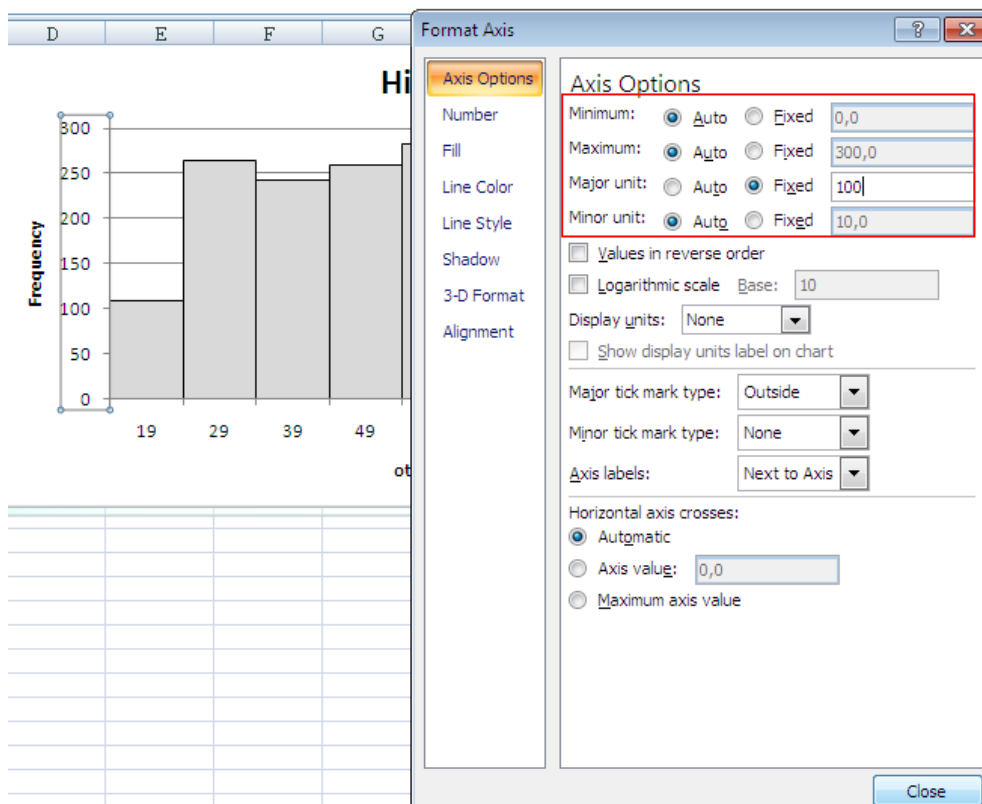 D E F G
Hi
300
250
200
150
100
50
0
Frequency
19 29 39 49
ot
Format Axis
Axis Options
Number
Fill
Line Color
Line Style
Shadow
3-D Format
Alignment
Axis Options
Minimum: Auto Fixed 0,0
Maximum: Auto Fixed 300,0
Major unit: Auto Fixed 100
Minor unit: Auto Fixed 10,0
Values in reverse order
Logarithmic scale Base: 10
Display units: None
Show display units label on chart
Major tick mark type: Outside
Minor tick mark type: None
Axis labels: Next to Axis
Horizontal axis crosses:
Automatic
Axis value: 0,0
Maximum axis value
Close